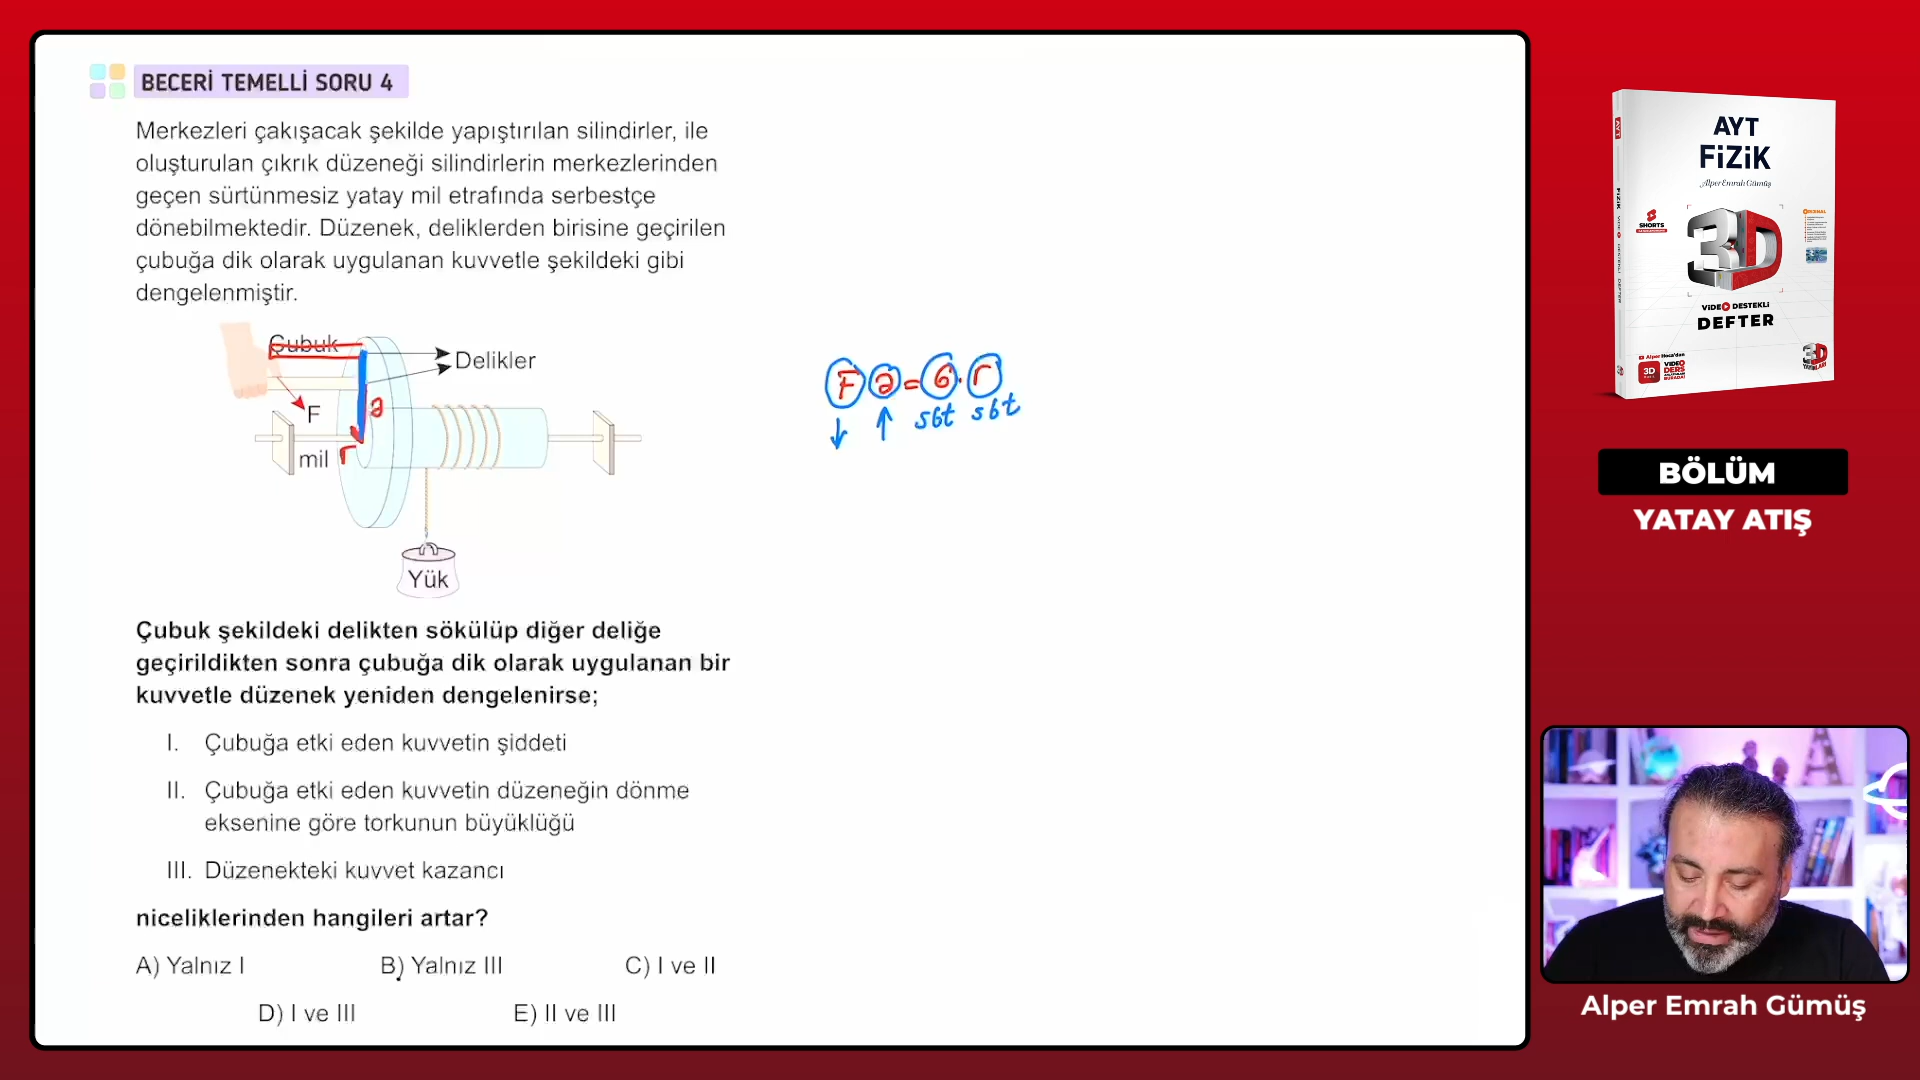 BECERİ TEMELLİ SORU 4
Merkezleri çakışacak şekilde yapıştırılan silindirler, ile
oluşturulan çıkrık düzeneği silindirlerin merkezlerinden
geçen sürtünmesiz yatay mil etrafında serbestçe
dönebilmektedir. Düzenek, deliklerden birisine geçirilen
çubuğa dik olarak uygulanan kuvvetle şekildeki gibi
dengelenmiştir.
Çubuk
Delikler
F
a
mil
r
Yük
F a = G . r
sbt sbt
Çubuk şekildeki delikten sökülüp diğer deliğe
geçirildikten sonra çubuğa dik olarak uygulanan bir
kuvvetle düzenek yeniden dengelenirse;
I. Çubuğa etki eden kuvvetin şiddeti
II. Çubuğa etki eden kuvvetin düzeneğin dönme
eksenine göre torkunun büyüklüğü
III. Düzenekteki kuvvet kazancı
niceliklerinden hangileri artar?
A) Yalnız I B) Yalnız III C) I ve II
D) I ve III E) II ve III
AYT
FİZİK
Alper Emrah Gümüş
SHORTS
3D
VİDEO DESTEKLİ
DEFTER
BÖLÜM
YATAY ATIŞ
Alper Emrah Gümüş